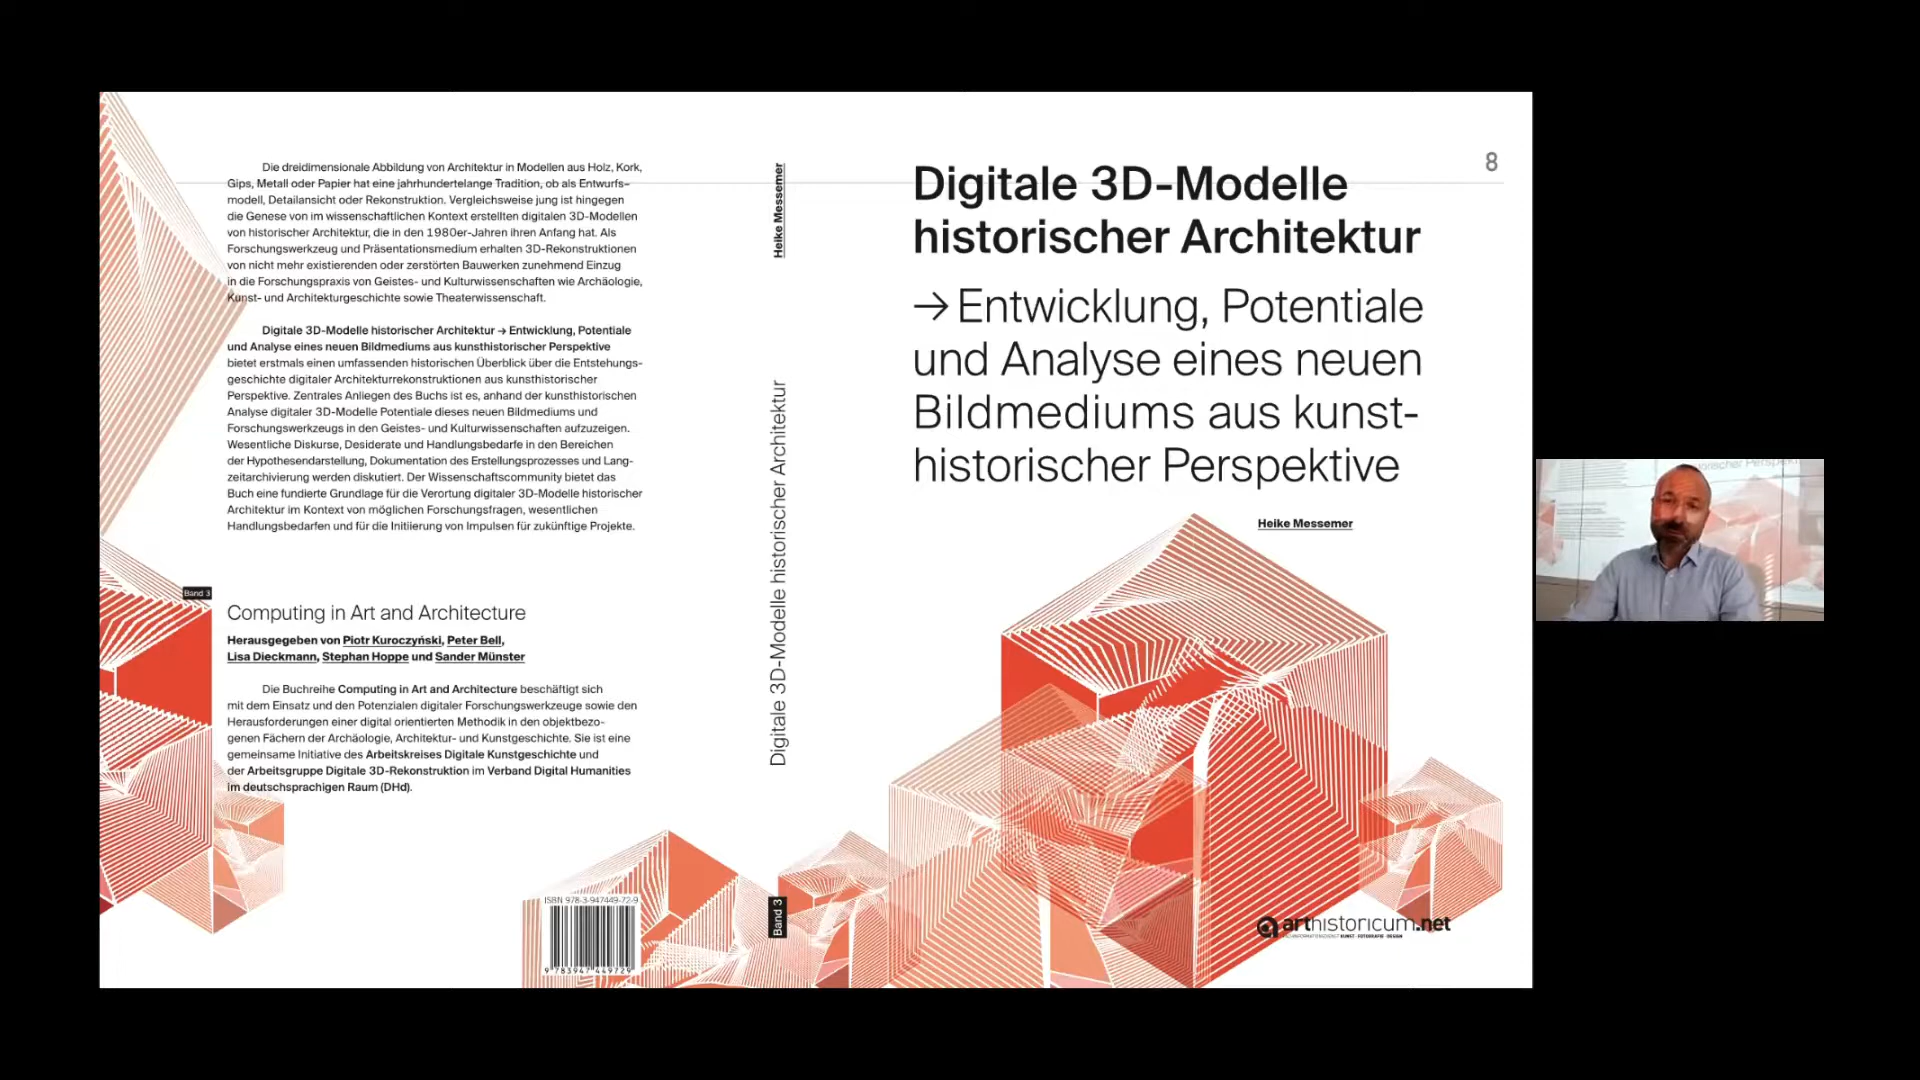 Die dreidimensionale Abbildung von Architektur in Modellen aus Holz, Kork,
Gips, Metall oder Papier hat eine jahrhundertelange Tradition, ob als Entwurfs-
modell, Detailansicht oder Rekonstruktion. Vergleichsweise jung ist hingegen
die Genese von im wissenschaftlichen Kontext erstellten digitalen 3D-Modellen
von historischer Architektur, die in den 1980er-Jahren ihren Anfang hat. Als
Forschungswerkzeug und Präsentationsmedium erhalten 3D-Rekonstruktionen
von nicht mehr existierenden oder zerstörten Bauwerken zunehmend Einzug
in die Forschungspraxis von Geistes- und Kulturwissenschaften wie Archäologie,
Kunst- und Architekturgeschichte sowie Theaterwissenschaft.
Digitale 3D-Modelle historischer Architektur → Entwicklung, Potentiale
und Analyse eines neuen Bildmediums aus kunsthistorischer Perspektive
bietet erstmals einen umfassenden historischen Überblick über die Entstehungs-
geschichte digitaler Architekturrekonstruktionen aus kunsthistorischer
Perspektive. Zentrales Anliegen des Buchs ist es, anhand der kunsthistorischen
Analyse digitaler 3D-Modelle Potentiale dieses neuen Bildmediums und
Forschungswerkzeugs in den Geistes- und Kulturwissenschaften aufzuzeigen.
Wesentliche Diskurse, Desiderate und Handlungsbedarfe in den Bereichen
der Hypothesendarstellung, Dokumentation des Erstellungsprozesses und Lang-
zeitarchivierung werden diskutiert. Der Wissenschaftscommunity bietet das
Buch eine fundierte Grundlage für die Verortung digitaler 3D-Modelle historischer
Architektur im Kontext von möglichen Forschungsfragen, wesentlichen
Handlungsbedarfen und für die Initiierung von Impulsen für zukünftige Projekte.
Band 3
Computing in Art and Architecture
Herausgegeben von Piotr Kuroczyński, Peter Bell,
Lisa Dieckmann, Stephan Hoppe und Sander Münster
Die Buchreihe Computing in Art and Architecture beschäftigt sich
mit dem Einsatz und den Potenzialen digitaler Forschungswerkzeuge sowie den
Herausforderungen einer digital orientierten Methodik in den objektbezo-
genen Fächern der Archäologie, Architektur- und Kunstgeschichte. Sie ist eine
gemeinsame Initiative des Arbeitskreises Digitale Kunstgeschichte und
der Arbeitsgruppe Digitale 3D-Rekonstruktion im Verband Digital Humanities
im deutschsprachigen Raum (DHd).
ISBN 978-3-947449-72-9
9 783947 449729
Heike Messemer
Digitale 3D-Modelle historischer Architektur
Band 3
8
Digitale 3D-Modelle
historischer Architektur
→ Entwicklung, Potentiale
und Analyse eines neuen
Bildmediums aus kunst-
historischer Perspektive
Heike Messemer
arthistoricum.net